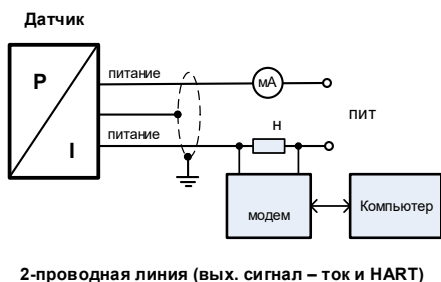 Датчик
P
питание
мА
пит
питание
I
н
модем
Компьютер
2-проводная линия (вых. сигнал – ток и HART)